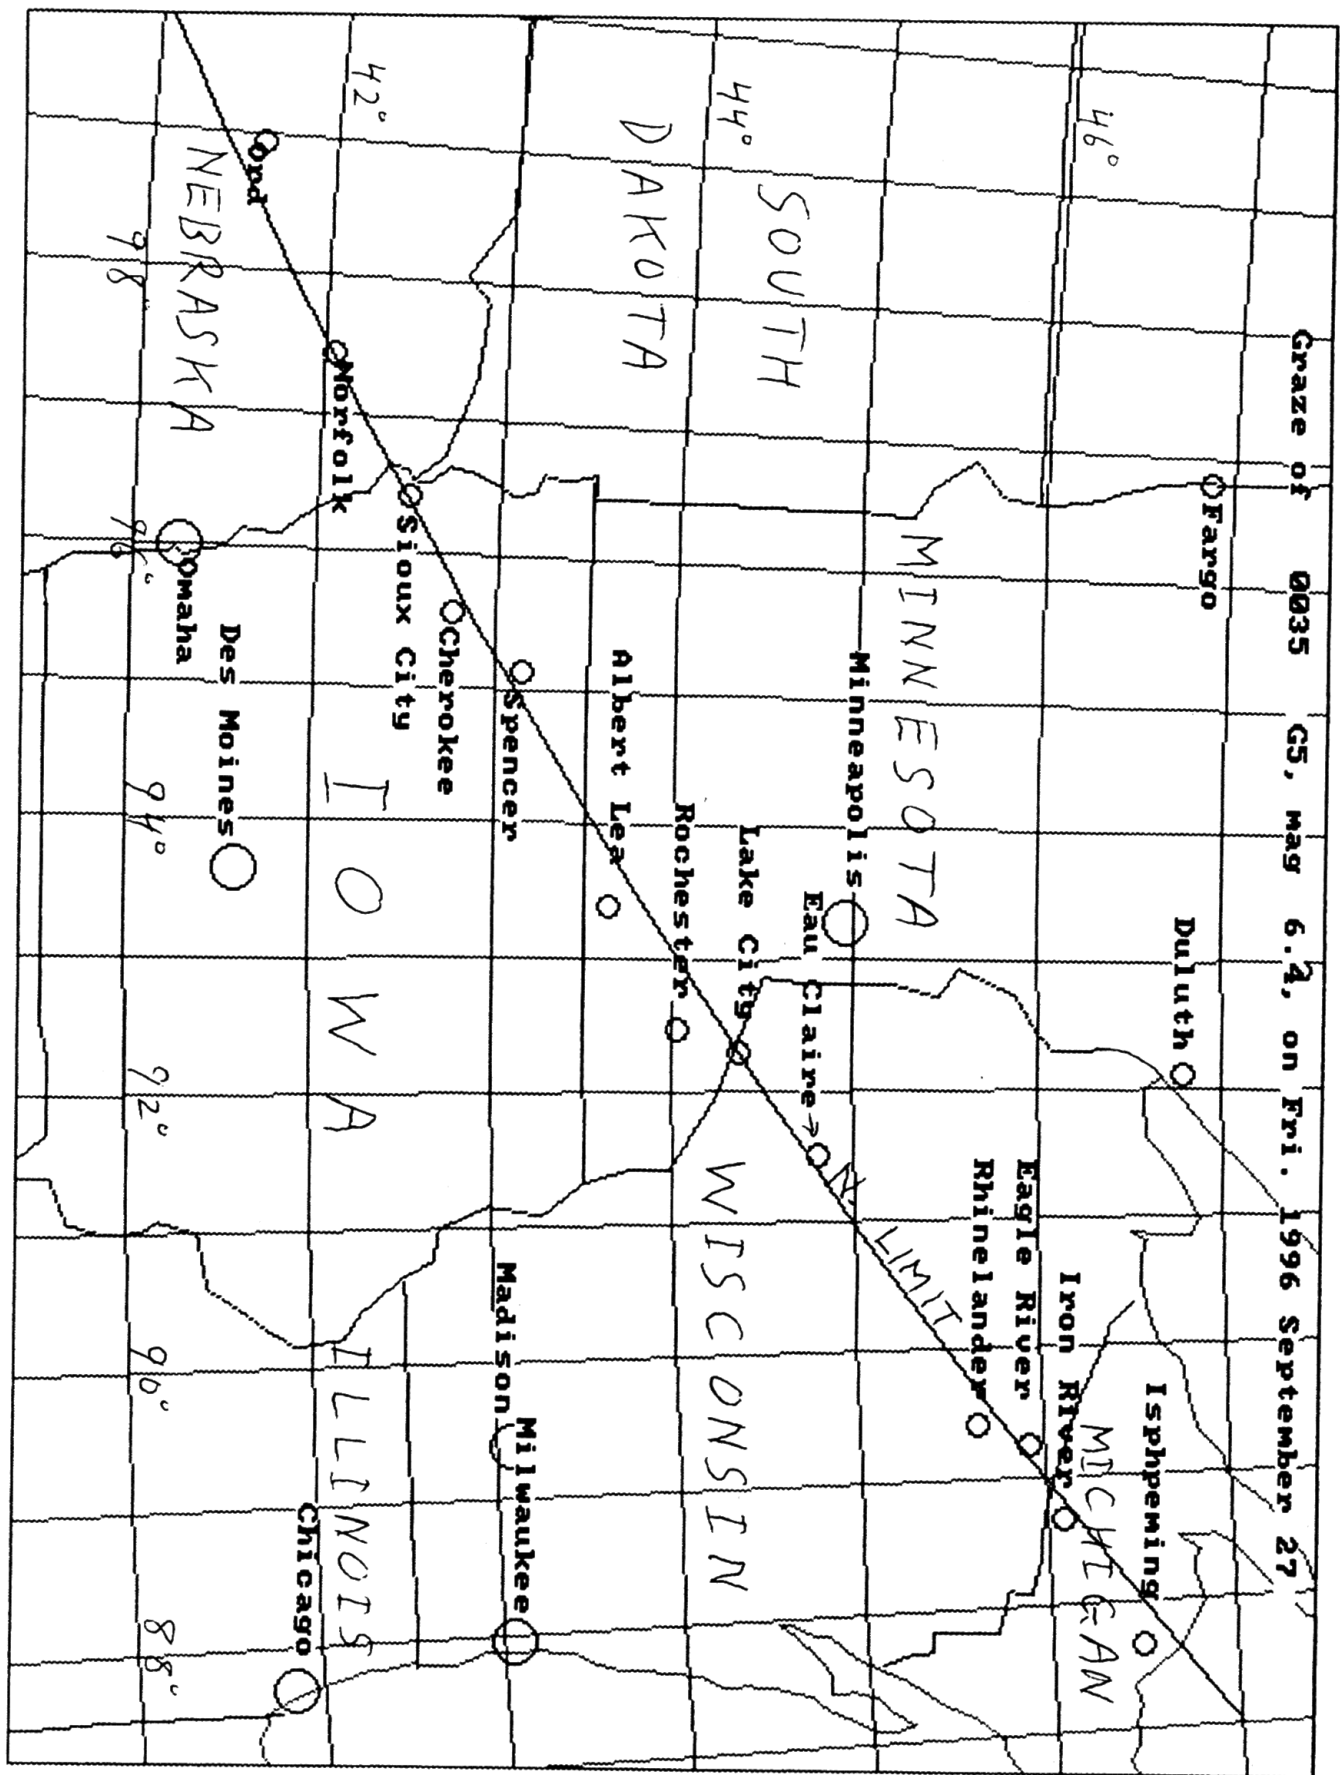 Graze of 0035 G5, mag 6.4, on Fri. 1996 September 27
Fargo
Duluth
Isphpeming
46°
Iron River
MICHIGAN
Eagle River
Rhinelander
MINNESOTA
Minneapolis
N. LIMIT
Eau Claire→
SOUTH
DAKOTA
44°
Lake City
WISCONSIN
Rochester
Albert Lea
Spencer
Milwaukee
Madison
Cherokee
Sioux City
42°
Norfolk
IOWA
ILLINOIS
Chicago
Ord
Des Moines
NEBRASKA
Omaha
98°
96°
94°
92°
90°
88°